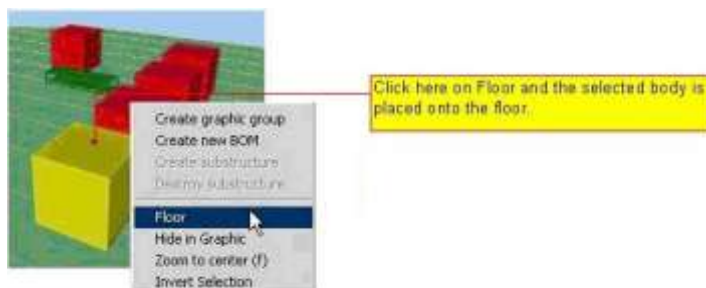 Click here on Floor and the selected body is
placed onto the floor.
Create graphic group
Create new BOM
Create substructure
Destroy substructure
Floor
Hide in Graphic
Zoom to center (f)
Invert Selection